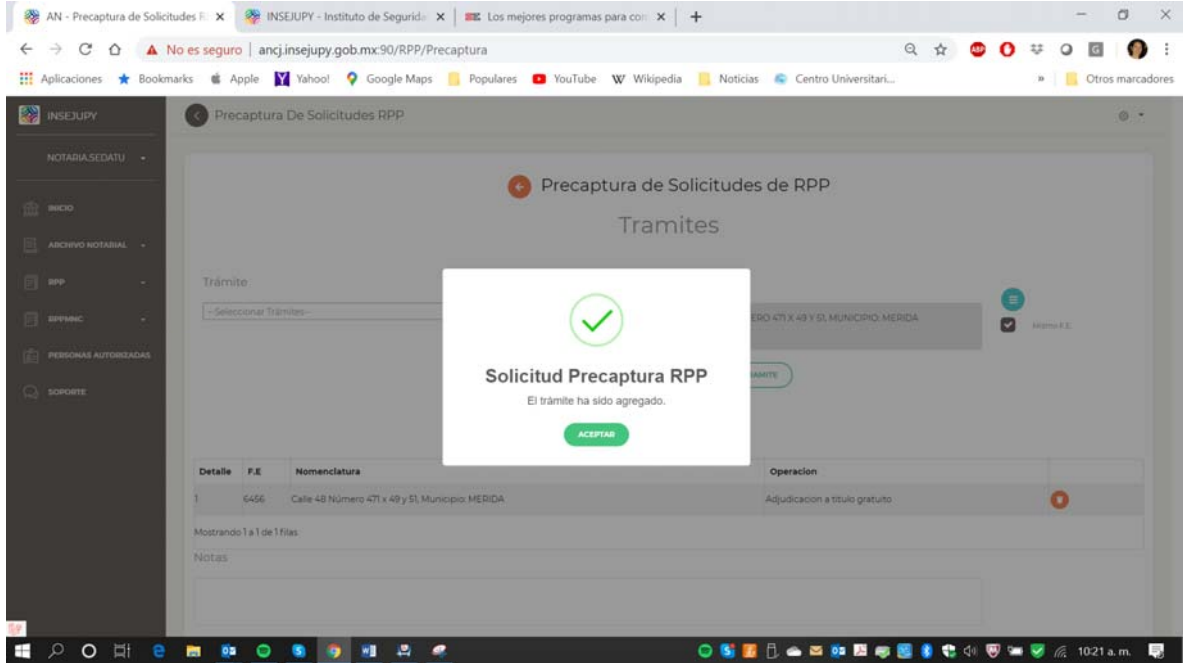 AN - Precaptura de Solicitudes R
INSEJUPY - Instituto de Segurida
Los mejores programas para con
No es seguro | ancj.insejupy.gob.mx:90/RPP/Precaptura
Aplicaciones Bookmarks Apple Yahoo! Google Maps Populares YouTube Wikipedia Noticias Centro Universitari... » Otros marcadores
INSEJUPY
Precaptura De Solicitudes RPP
NOTARIA.SEDATU
Precaptura de Solicitudes de RPP
Tramites
INICIO
ARCHIVO NOTARIAL
RPP
RPPMNC
PERSONAS AUTORIZADAS
SOPORTE
Trámite
--Seleccionar Trámites--
ERO 471 X 49 Y 51, MUNICIPIO: MERIDA
Mismo F.E.
AMITE
Solicitud Precaptura RPP
El trámite ha sido agregado.
ACEPTAR
Detalle F.E Nomenclatura Operacion
1 6456 Calle 48 Número 471 x 49 y 51, Municipio: MERIDA Adjudicacion a titulo gratuito
Mostrando 1 a 1 de 1 filas
Notas
10:21 a. m.